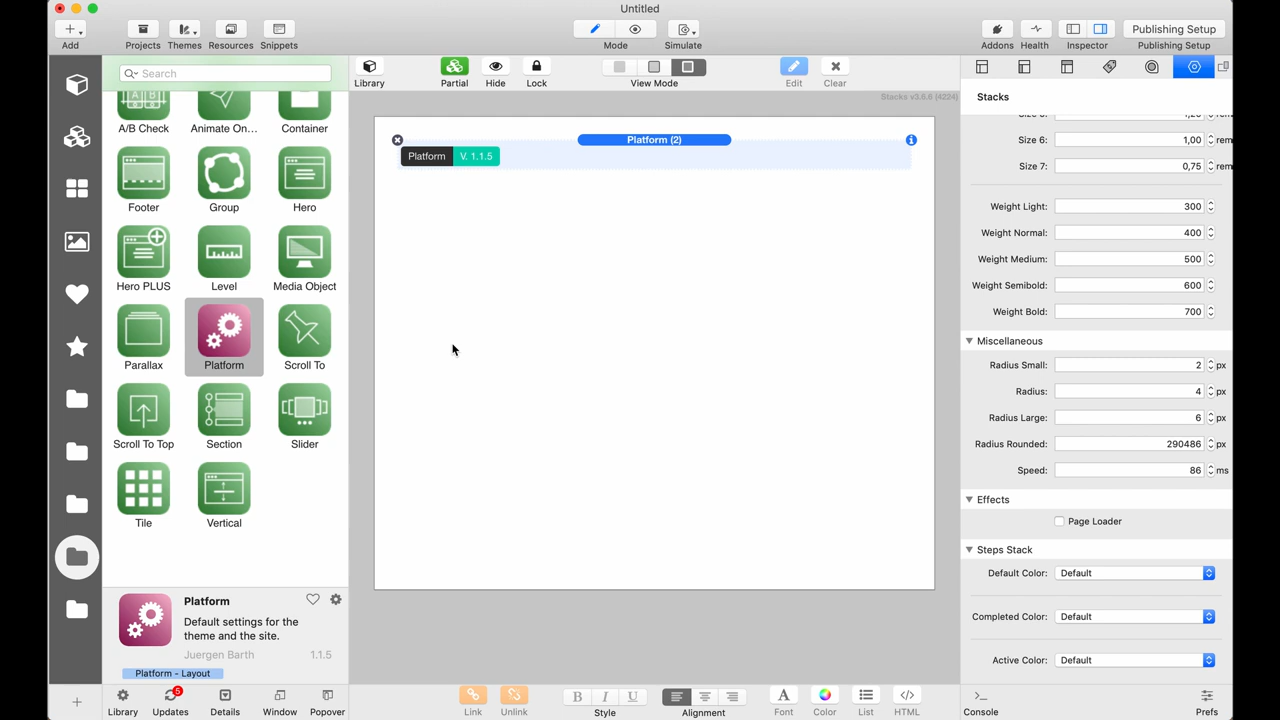 Untitled
Add
Projects
Themes
Resources
Snippets
Mode
Simulate
Addons
Health
Inspector
Publishing Setup
Publishing Setup
Search
Library
Partial
Hide
Lock
View Mode
Edit
Clear
Stacks v3.6.6 (4224)
Stacks
A/B Check
Animate On...
Container
Footer
Group
Hero
Hero PLUS
Level
Media Object
Parallax
Platform
Scroll To
Scroll To Top
Section
Slider
Tile
Vertical
Platform (2)
Platform
V. 1.1.5
Size 6: 1,00 rem
Size 7: 0,75 rem
Weight Light: 300
Weight Normal: 400
Weight Medium: 500
Weight Semibold: 600
Weight Bold: 700
Miscellaneous
Radius Small: 2 px
Radius: 4 px
Radius Large: 6 px
Radius Rounded: 290486 px
Speed: 86 ms
Effects
Page Loader
Steps Stack
Default Color: Default
Completed Color: Default
Active Color: Default
Platform
Default settings for the
theme and the site.
Juergen Barth 1.1.5
Platform - Layout
Library
5
Updates
Details
Window
Popover
Link
Unlink
B I U
Style
Alignment
A
Font
Color
List
HTML
Console
Prefs